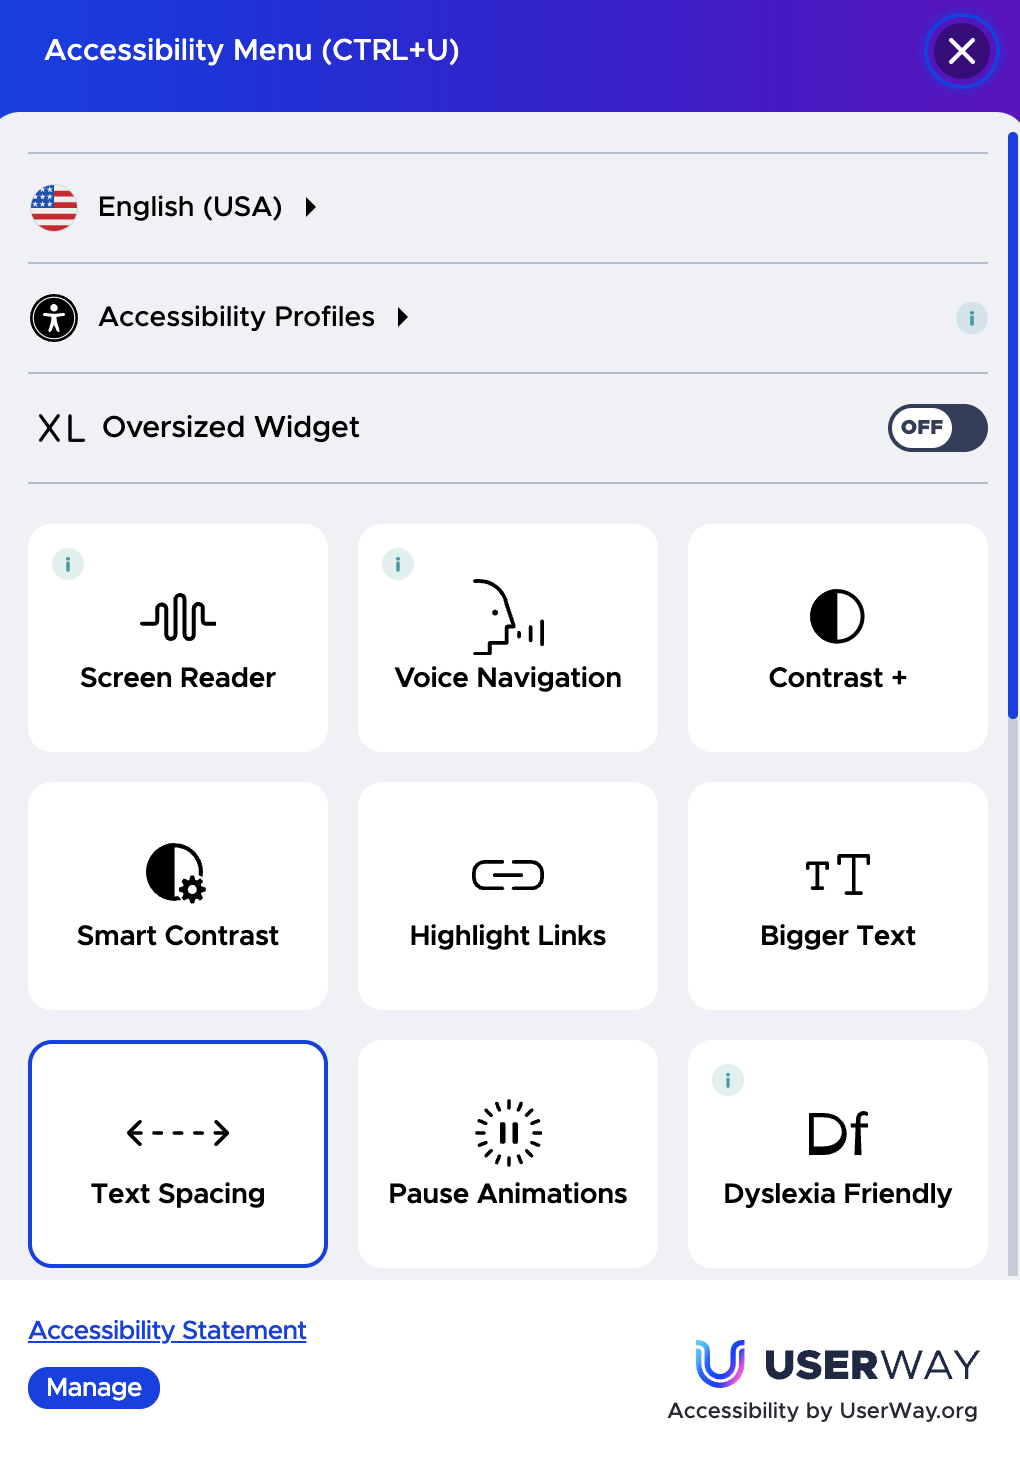 Accessibility Menu (CTRL+U)
English (USA)
Accessibility Profiles
i
XL Oversized Widget
OFF
i
Screen Reader
i
Voice Navigation
Contrast +
Smart Contrast
Highlight Links
TT
Bigger Text
Text Spacing
Pause Animations
i
Df
Dyslexia Friendly
Accessibility Statement
Manage
USERWAY
Accessibility by UserWay.org